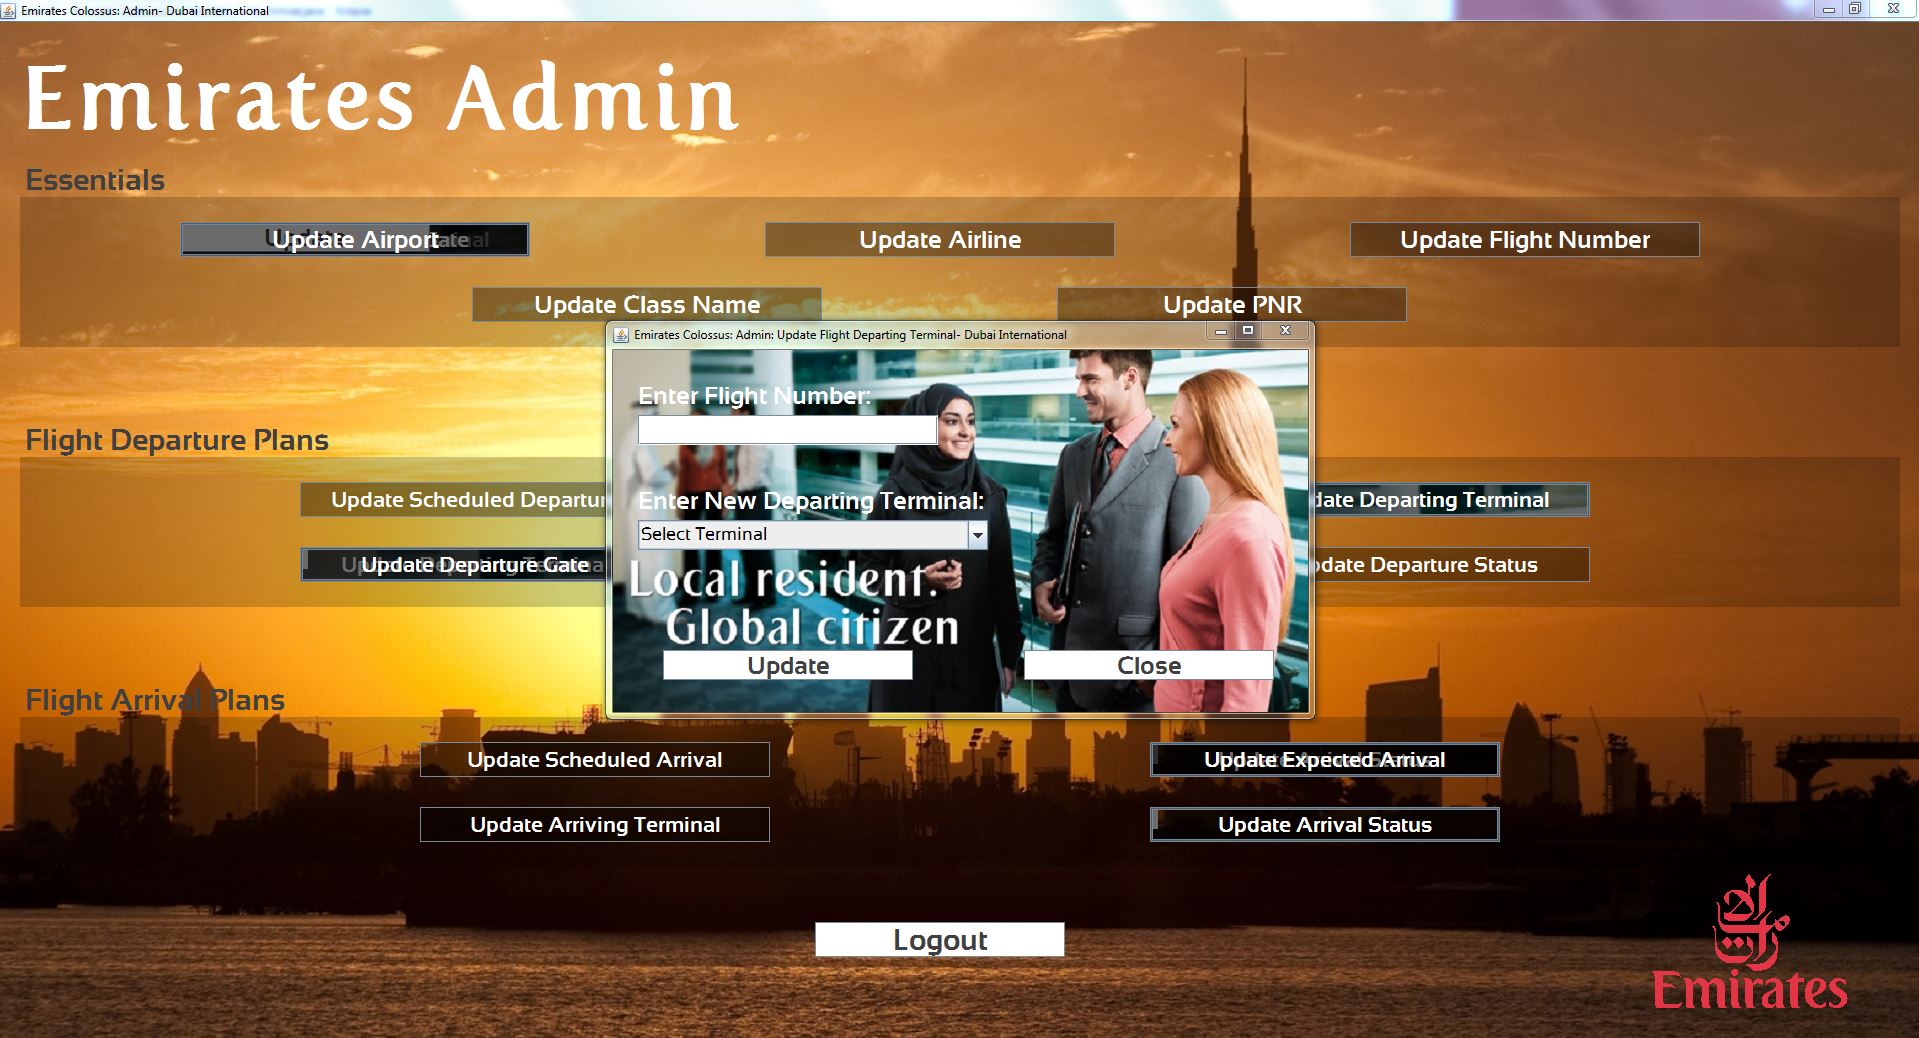 Emirates Colossus: Admin- Dubai International
Emirates Admin
Essentials
Update Airport
Update Airline
Update Flight Number
Update Class Name
Update PNR
Emirates Colossus: Admin: Update Flight Departing Terminal- Dubai International
Enter Flight Number:
Enter New Departing Terminal:
Select Terminal
Local resident.
Global citizen
Update
Close
Flight Departure Plans
Update Scheduled Departur
date Departing Terminal
Update Departure Gate
pdate Departure Status
Flight Arrival Plans
Update Scheduled Arrival
Update Expected Arrival
Update Arriving Terminal
Update Arrival Status
Logout
Emirates